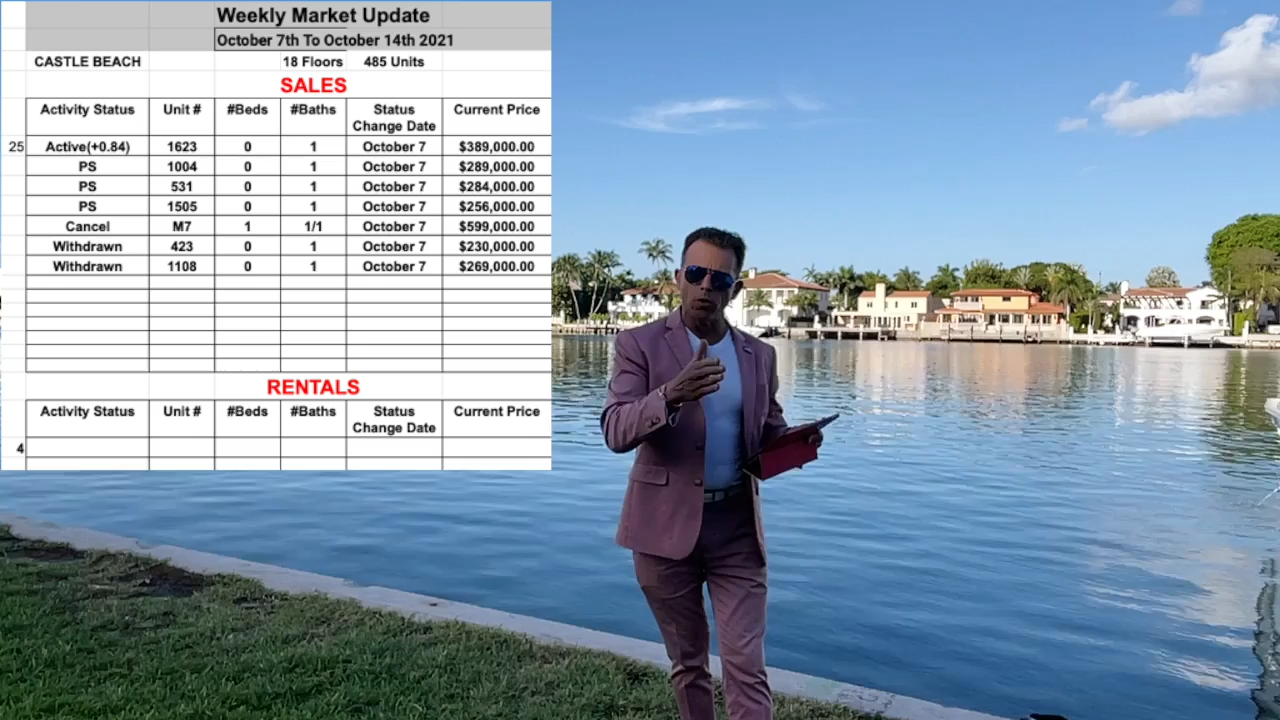 Weekly Market Update
October 7th To October 14th 2021
CASTLE BEACH 18 Floors 485 Units
SALES
Activity Status Unit # #Beds #Baths Status Change Date Current Price
25 Active(+0.84) 1623 0 1 October 7 $389,000.00
PS 1004 0 1 October 7 $289,000.00
PS 531 0 1 October 7 $284,000.00
PS 1505 0 1 October 7 $256,000.00
Cancel M7 1 1/1 October 7 $599,000.00
Withdrawn 423 0 1 October 7 $230,000.00
Withdrawn 1108 0 1 October 7 $269,000.00
RENTALS
Activity Status Unit # #Beds #Baths Status Change Date Current Price
4